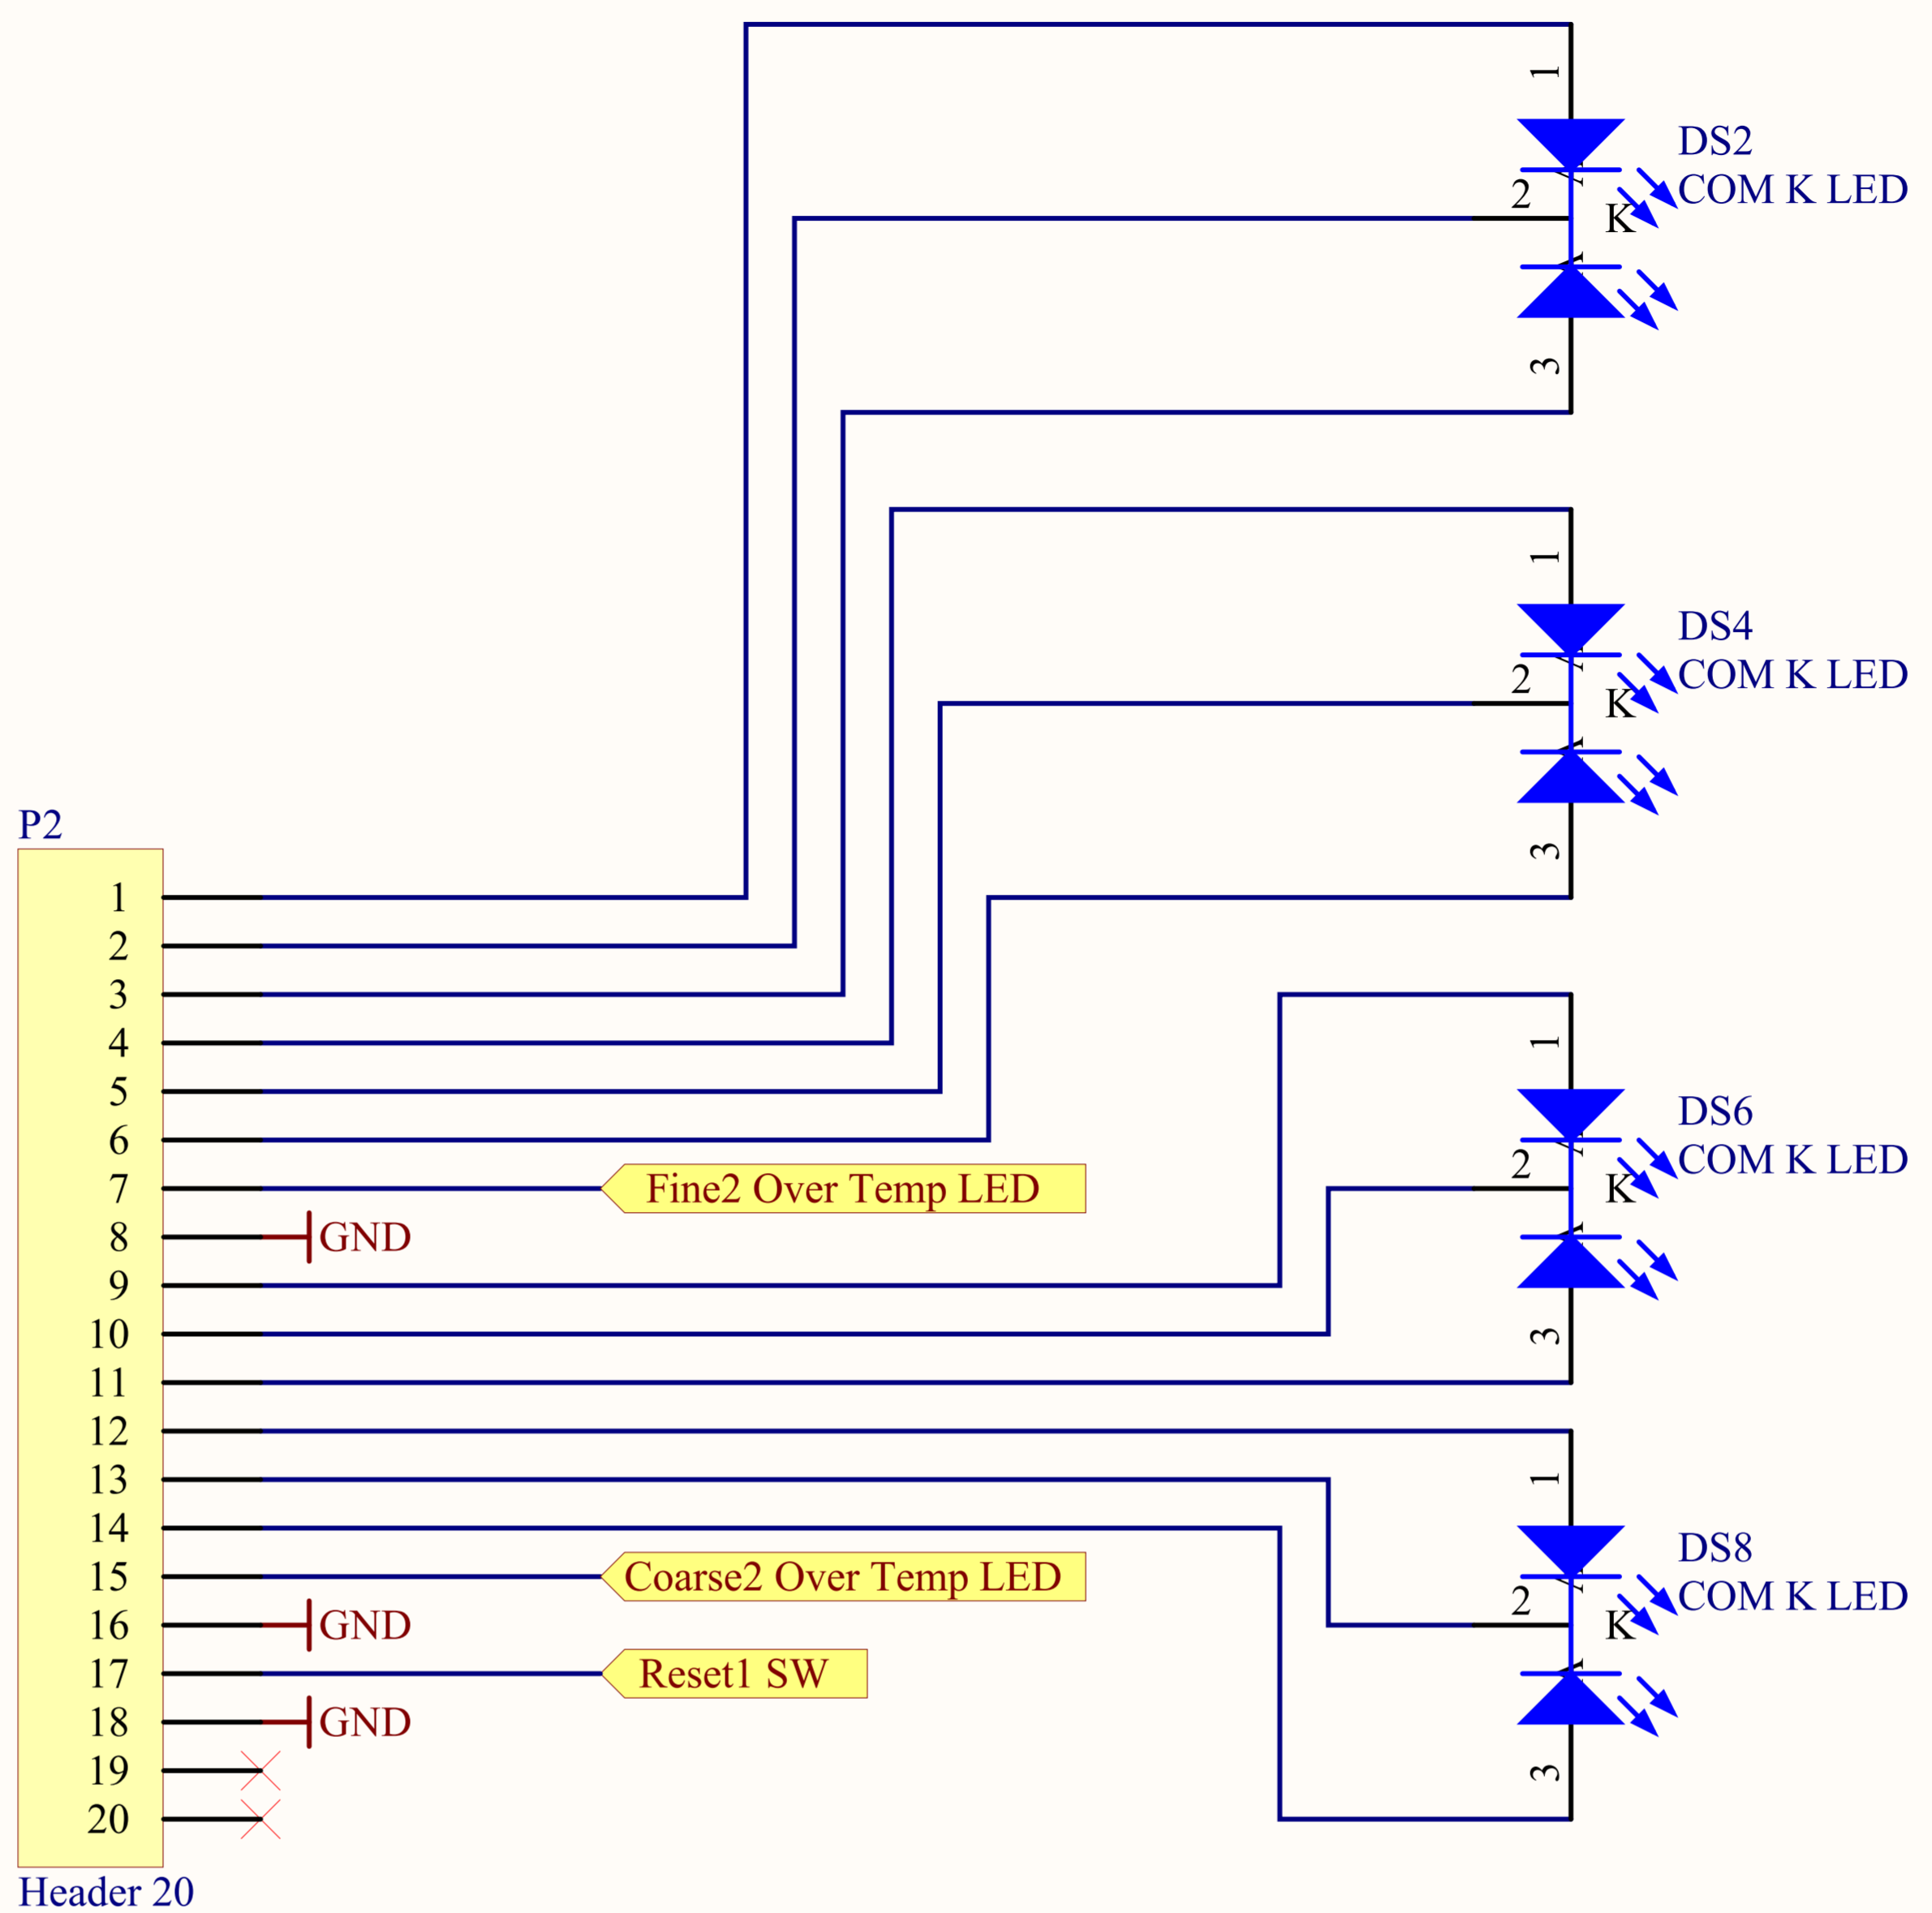 1
DS2
2
COM K LED
K
3
1
DS4
2
COM K LED
K
3
P2
1
2
3
4
5
6
7
8
9
10
11
12
13
14
15
16
17
18
19
20
Fine2 Over Temp LED
GND
Coarse2 Over Temp LED
GND
Reset1 SW
GND
1
DS6
2
COM K LED
K
3
1
DS8
2
COM K LED
K
3
Header 20